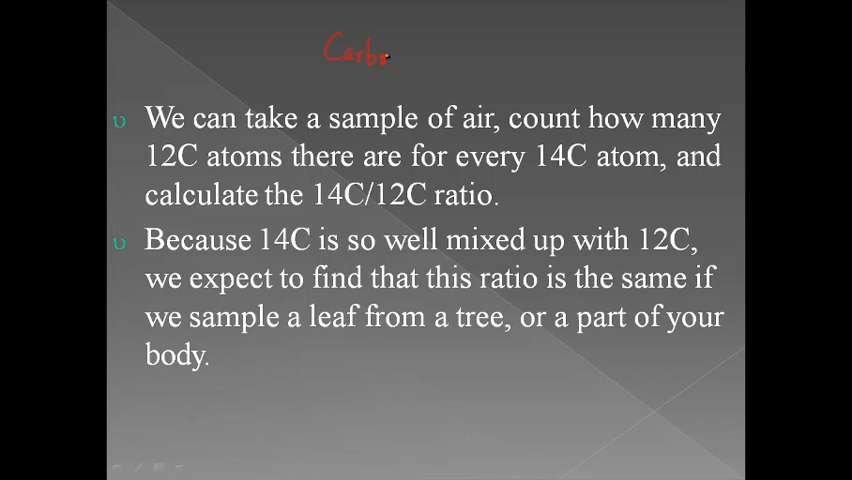 Carbo
We can take a sample of air, count how many
12C atoms there are for every 14C atom, and
calculate the 14C/12C ratio.
Because 14C is so well mixed up with 12C,
we expect to find that this ratio is the same if
we sample a leaf from a tree, or a part of your
body.